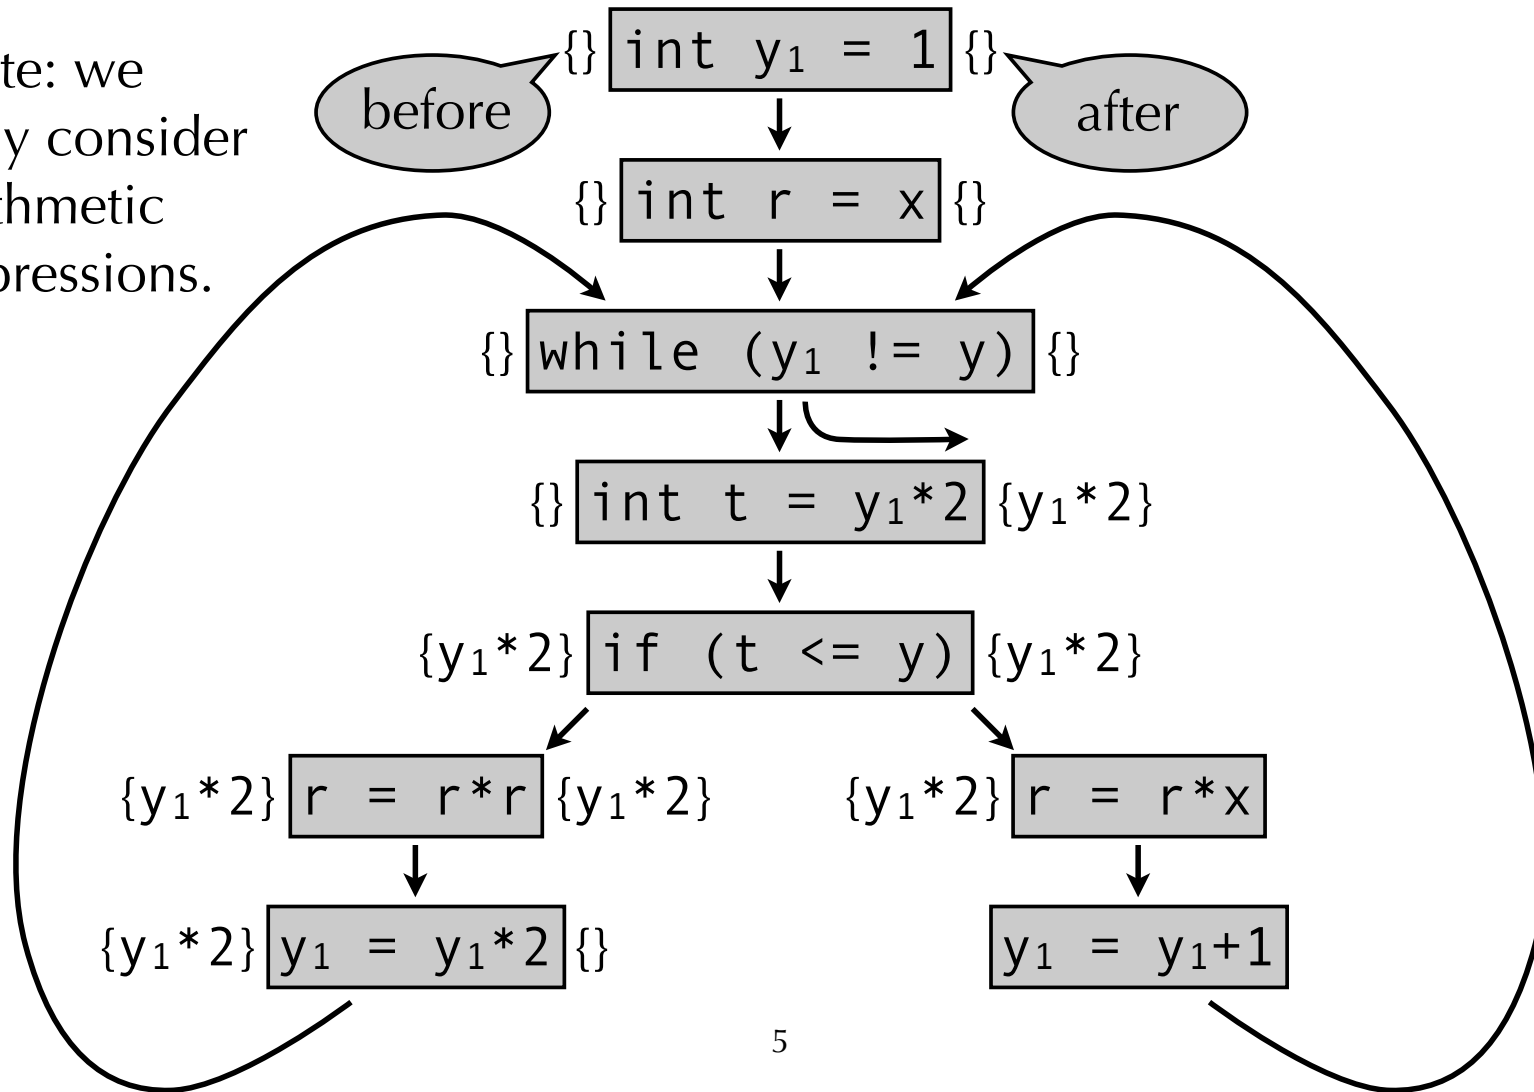 {} int y₁ = 1 {}
te: we
y consider
thmetic
pressions.
before
after
{} int r = x {}
{} while (y₁ != y) {}
{} int t = y₁*2 {y₁*2}
{y₁*2} if (t <= y) {y₁*2}
{y₁*2} r = r*r {y₁*2}
{y₁*2} r = r*x
{y₁*2} y₁ = y₁*2 {}
y₁ = y₁+1
5